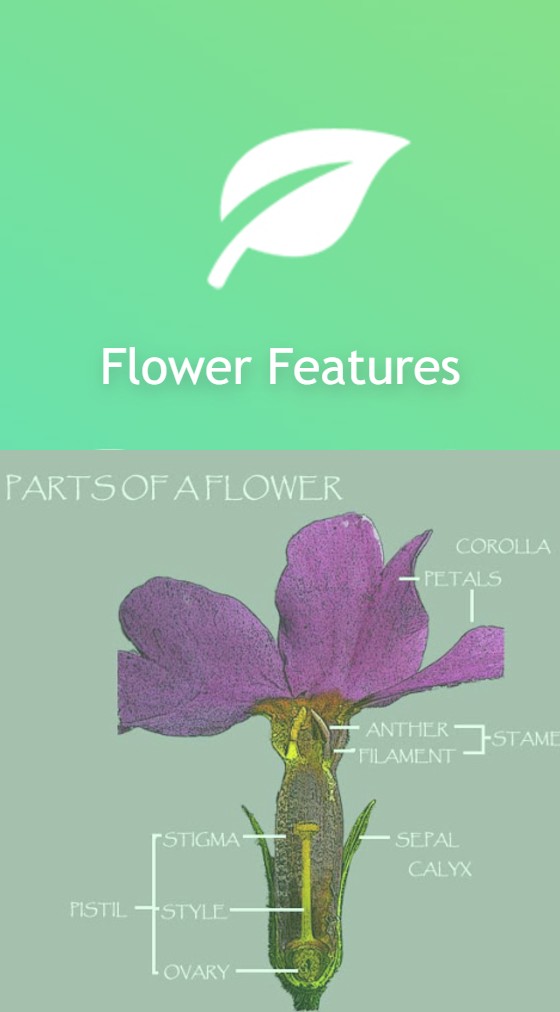 Flower Features
PARTS OF A FLOWER
COROLLA
PETALS
ANTHER
STAME
FILAMENT
STIGMA
SEPAL
CALYX
PISTIL
STYLE
OVARY